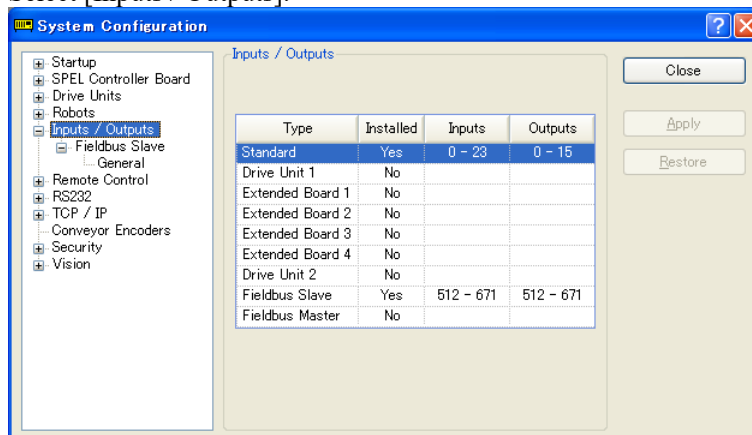 Select [Inputs / Outputs].
System Configuration
Startup
SPEL Controller Board
Drive Units
Robots
Inputs / Outputs
Fieldbus Slave
General
Remote Control
RS232
TCP / IP
Conveyor Encoders
Security
Vision
Inputs / Outputs
Type Installed Inputs Outputs
Standard Yes 0 - 23 0 - 15
Drive Unit 1 No
Extended Board 1 No
Extended Board 2 No
Extended Board 3 No
Extended Board 4 No
Drive Unit 2 No
Fieldbus Slave Yes 512 - 671 512 - 671
Fieldbus Master No
Close
Apply
Restore